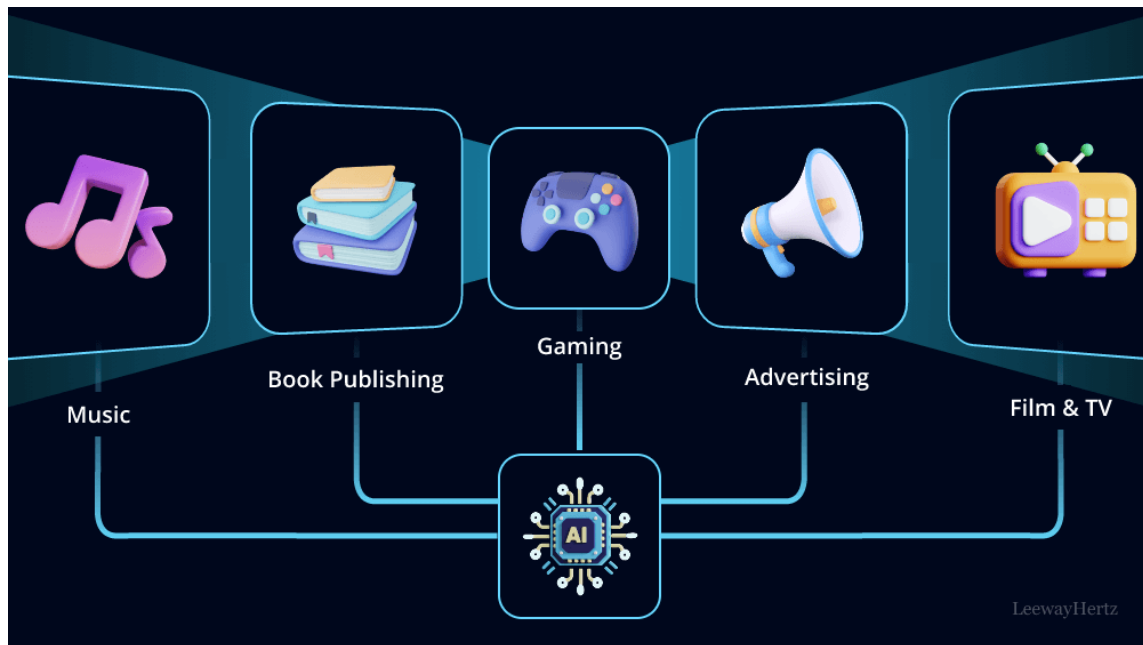 Gaming
Book Publishing
Advertising
Music
Film & TV
AI
LeewayHertz